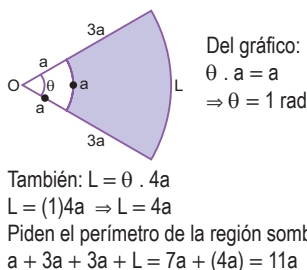 3a
a
O
θ
a
L
a
3a
Del gráfico:
θ . a = a
⇒ θ = 1 rad
También: L = θ . 4a
L = (1)4a ⇒ L = 4a
Piden el perímetro de la región
a + 3a + 3a + L = 7a + (4a) = 11a